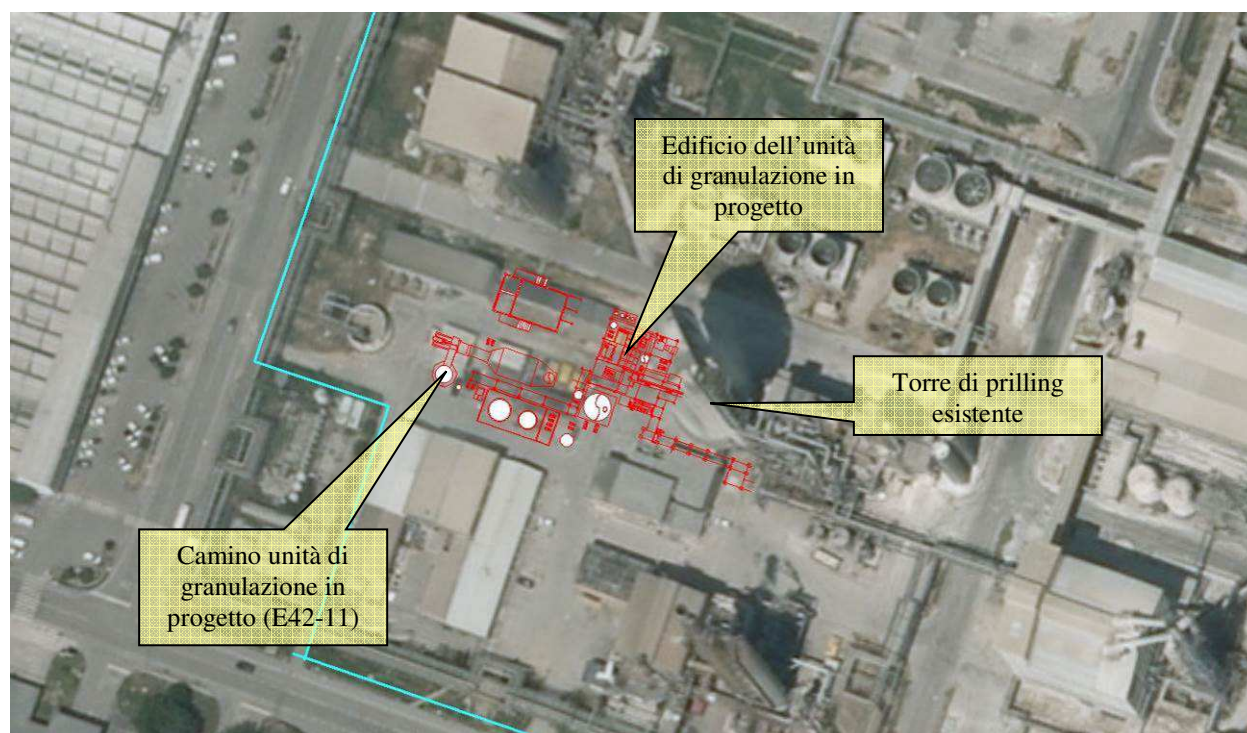 Edificio dell’unità
di granulazione in
progetto
Torre di prilling
esistente
Camino unità di
granulazione in
progetto (E42-11)